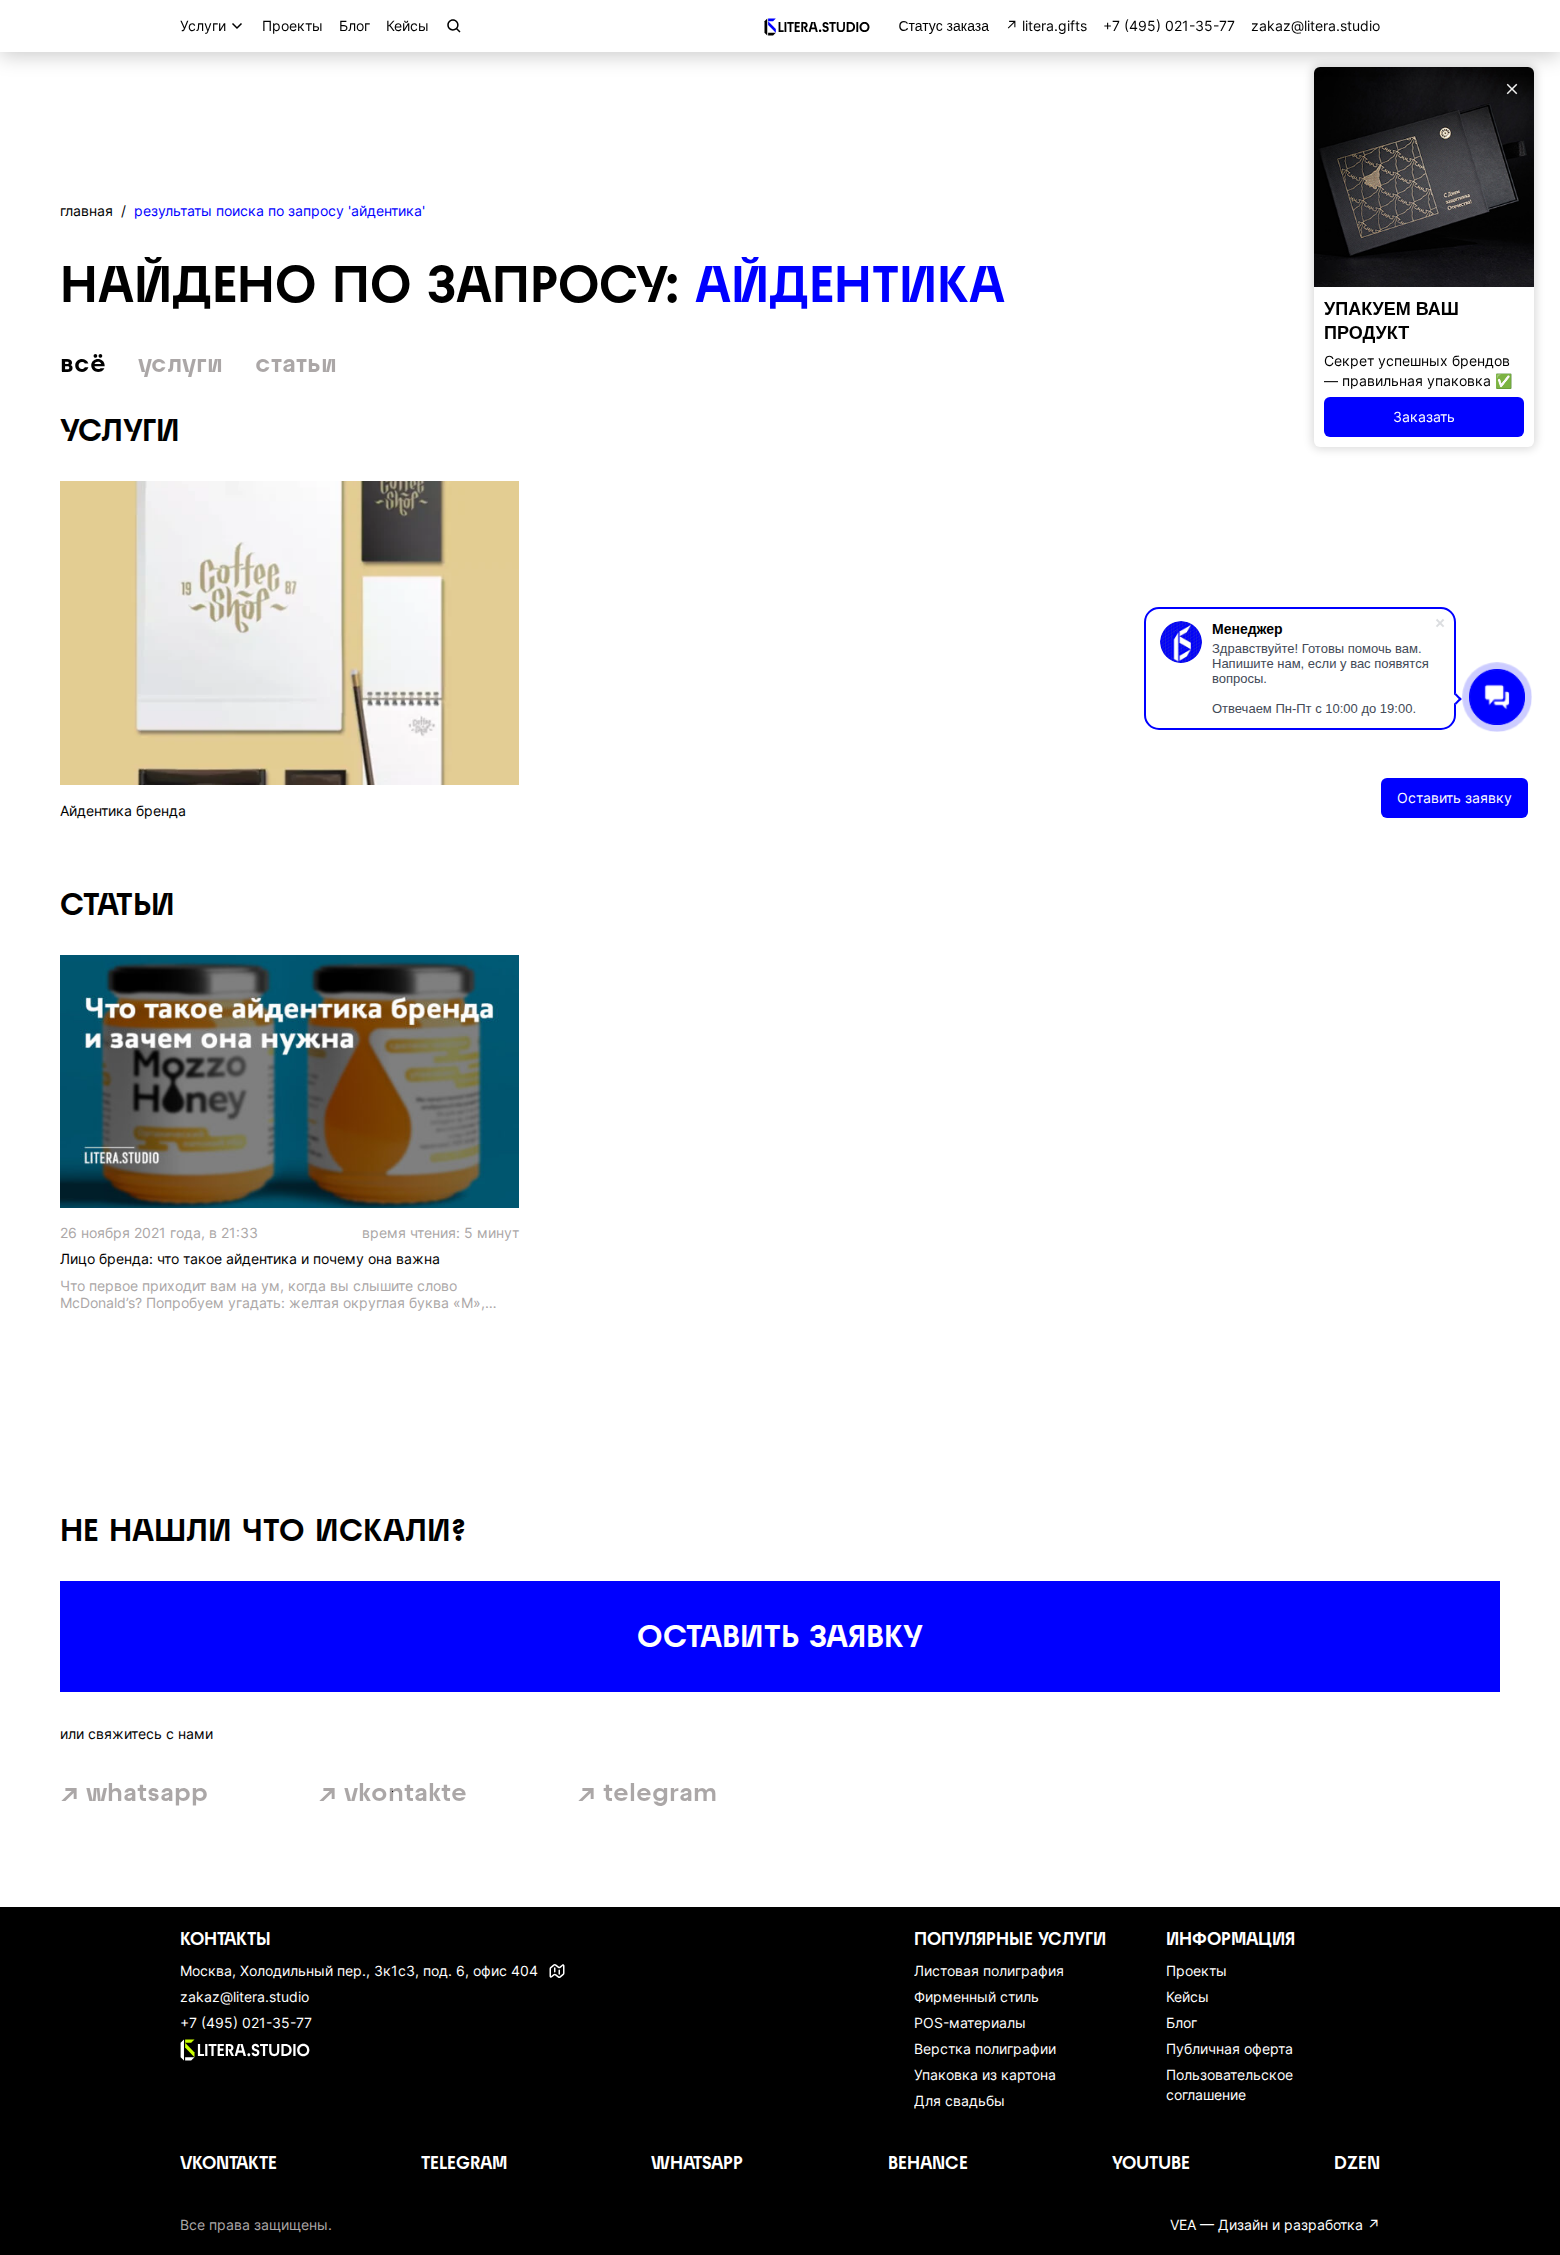 Услуги Проекты Блог Кейсы LITERA.STUDIO Статус заказа ↗ litera.gifts +7 (495) 021-35-77 zakaz@litera.studio
главная / результаты поиска по запросу 'айдентика'
НАЙДЕНО ПО ЗАПРОСУ: АЙДЕНТИКА
всё услуги статьи
УПАКУЕМ ВАШ
ПРОДУКТ
Секрет успешных брендов
— правильная упаковка ✅
Заказать
УСЛУГИ
19 Coffee Shop 87
Coffee Shop
Айдентика бренда
Менеджер
Здравствуйте! Готовы помочь вам.
Напишите нам, если у вас появятся
вопросы.
Отвечаем Пн-Пт с 10:00 до 19:00.
Оставить заявку
СТАТЬИ
Что такое айдентика бренда
и зачем она нужна
Mozzo
Honey
LITERA.STUDIO
26 ноября 2021 года, в 21:33 время чтения: 5 минут
Лицо бренда: что такое айдентика и почему она важна
Что первое приходит вам на ум, когда вы слышите слово
McDonald's? Попробуем угадать: желтая округлая буква «М»,...
НЕ НАШЛИ ЧТО ИСКАЛИ?
ОСТАВИТЬ ЗАЯВКУ
или свяжитесь с нами
↗ whatsapp ↗ vkontakte ↗ telegram
КОНТАКТЫ
Москва, Холодильный пер., 3к1с3, под. 6, офис 404
zakaz@litera.studio
+7 (495) 021-35-77
LITERA.STUDIO
ПОПУЛЯРНЫЕ УСЛУГИ
Листовая полиграфия
Фирменный стиль
POS-материалы
Верстка полиграфии
Упаковка из картона
Для свадьбы
ИНФОРМАЦИЯ
Проекты
Кейсы
Блог
Публичная оферта
Пользовательское
соглашение
VKONTAKTE TELEGRAM WHATSAPP BEHANCE YOUTUBE DZEN
Все права защищены. VEA — Дизайн и разработка ↗